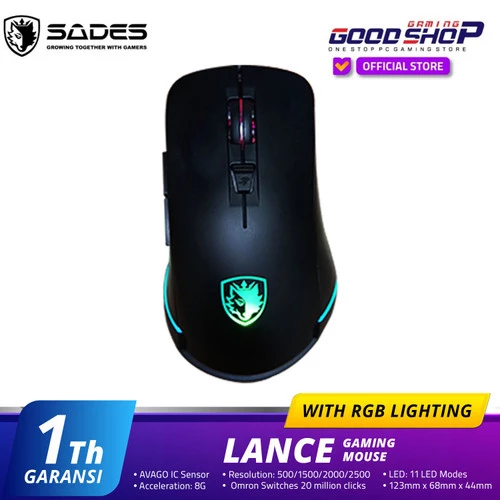 SADES
GROWING TOGETHER WITH GAMERS
GAMING
GOODSHOP
ONE STOP PC GAMING STORE
OFFICIAL STORE
WITH RGB LIGHTING
1Th
GARANSI
LANCE GAMING MOUSE
• AVAGO IC Sensor
• Acceleration: 8G
• Resolution: 500/1500/2000/2500
• Omron Switches 20 million clicks
• LED: 11 LED Modes
• 123mm x 68mm x 44mm